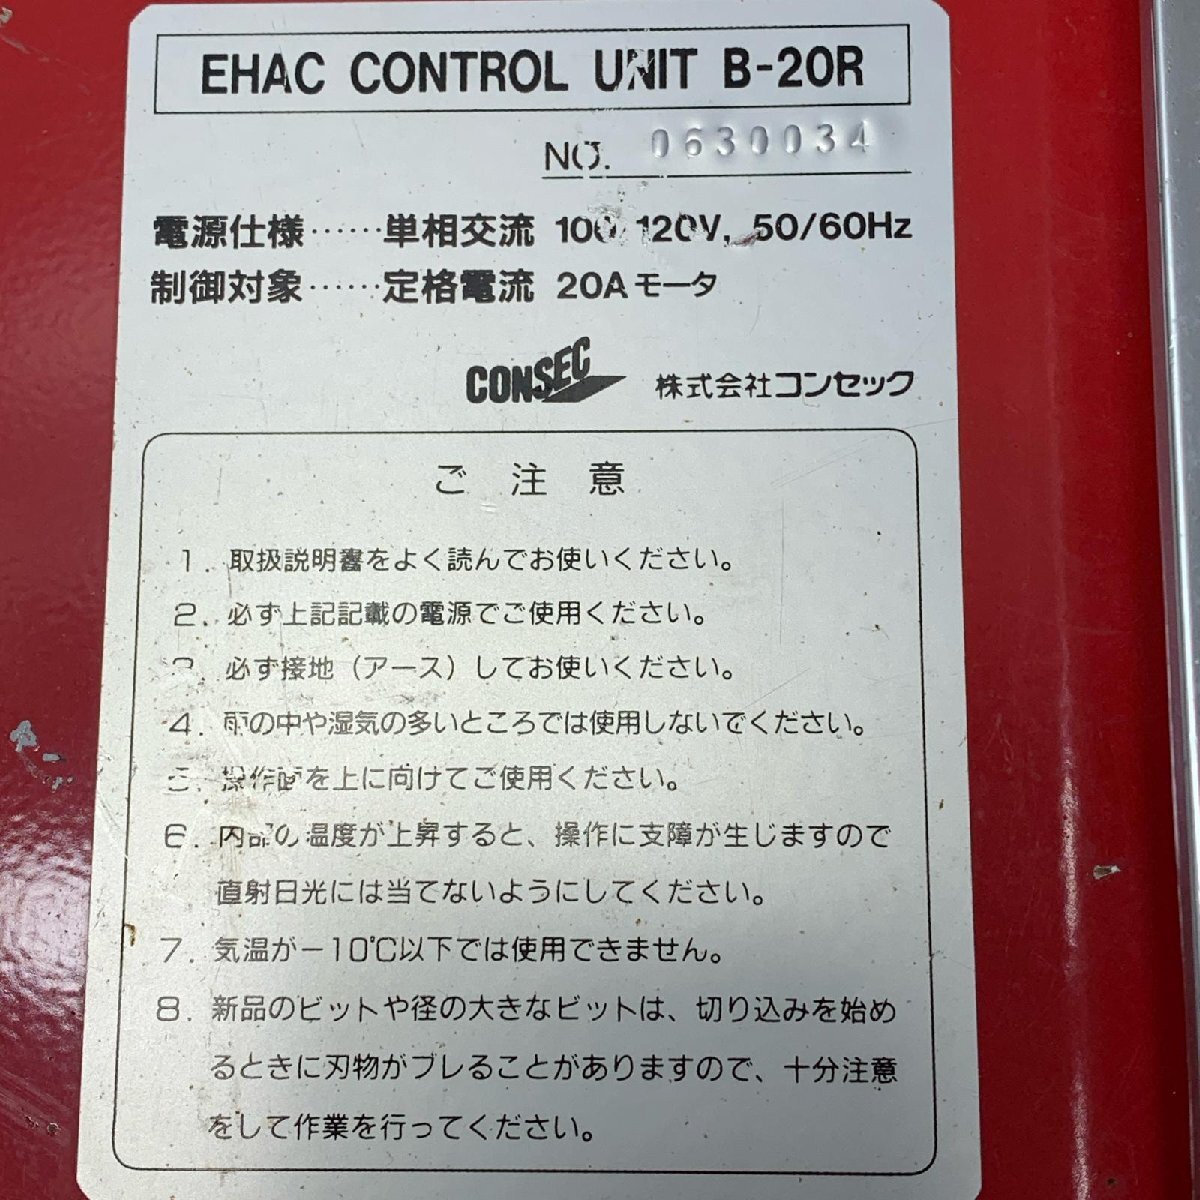 EHAC CONTROL UNIT B-20R
NO. 0630034
電源仕様……単相交流 100/120V, 50/60Hz
制御対象……定格電流 20Aモータ
CONSEC 株式会社コンセック
ご注意
1. 取扱説明書をよく読んでお使いください。
2. 必ず上記記載の電源でご使用ください。
3. 必ず接地(アース)してお使いください。
4. 雨の中や湿気の多いところでは使用しないでください。
5. 操作面を上に向けてご使用ください。
6. 内部の温度が上昇すると、操作に支障が生じますので
直射日光には当てないようにしてください。
7. 気温が−10℃以下では使用できません。
8. 新品のビットや径の大きなビットは、切り込みを始め
るときに刃物がブレることがありますので、十分注意
をして作業を行ってください。